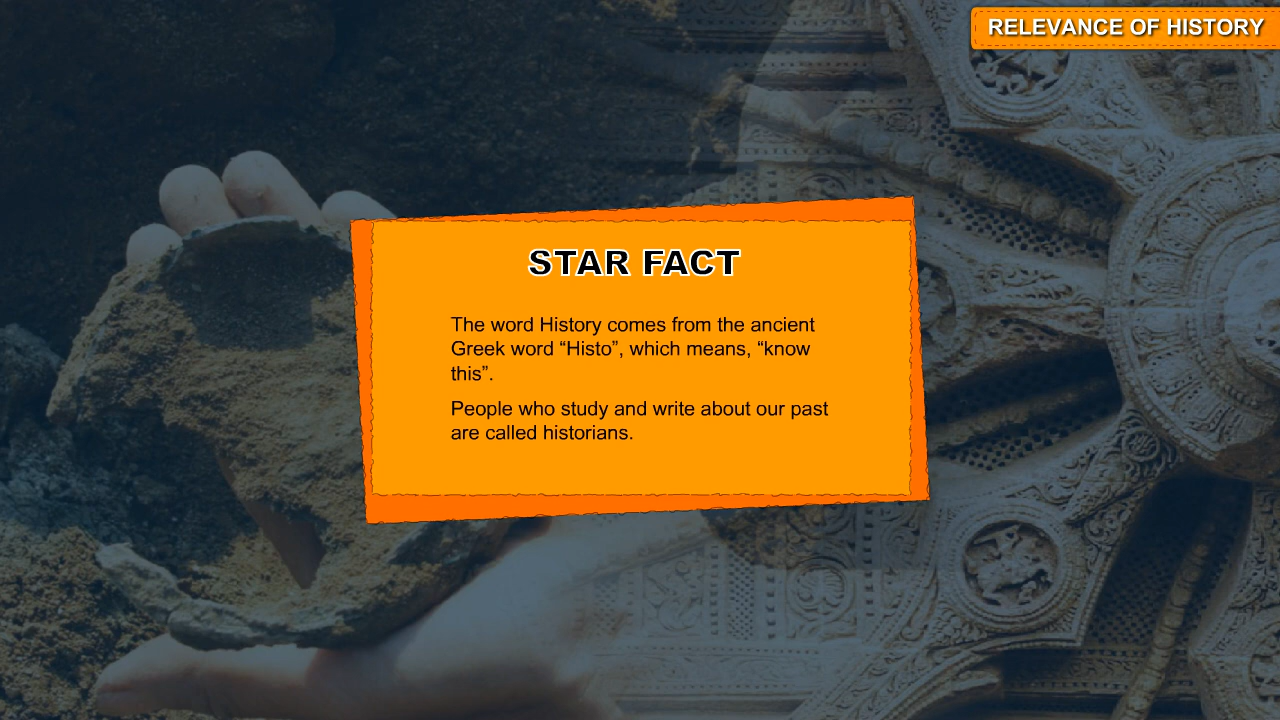 RELEVANCE OF HISTORY
STAR FACT
The word History comes from the ancient
Greek word “Histo”, which means, “know
this”.
People who study and write about our past
are called historians.